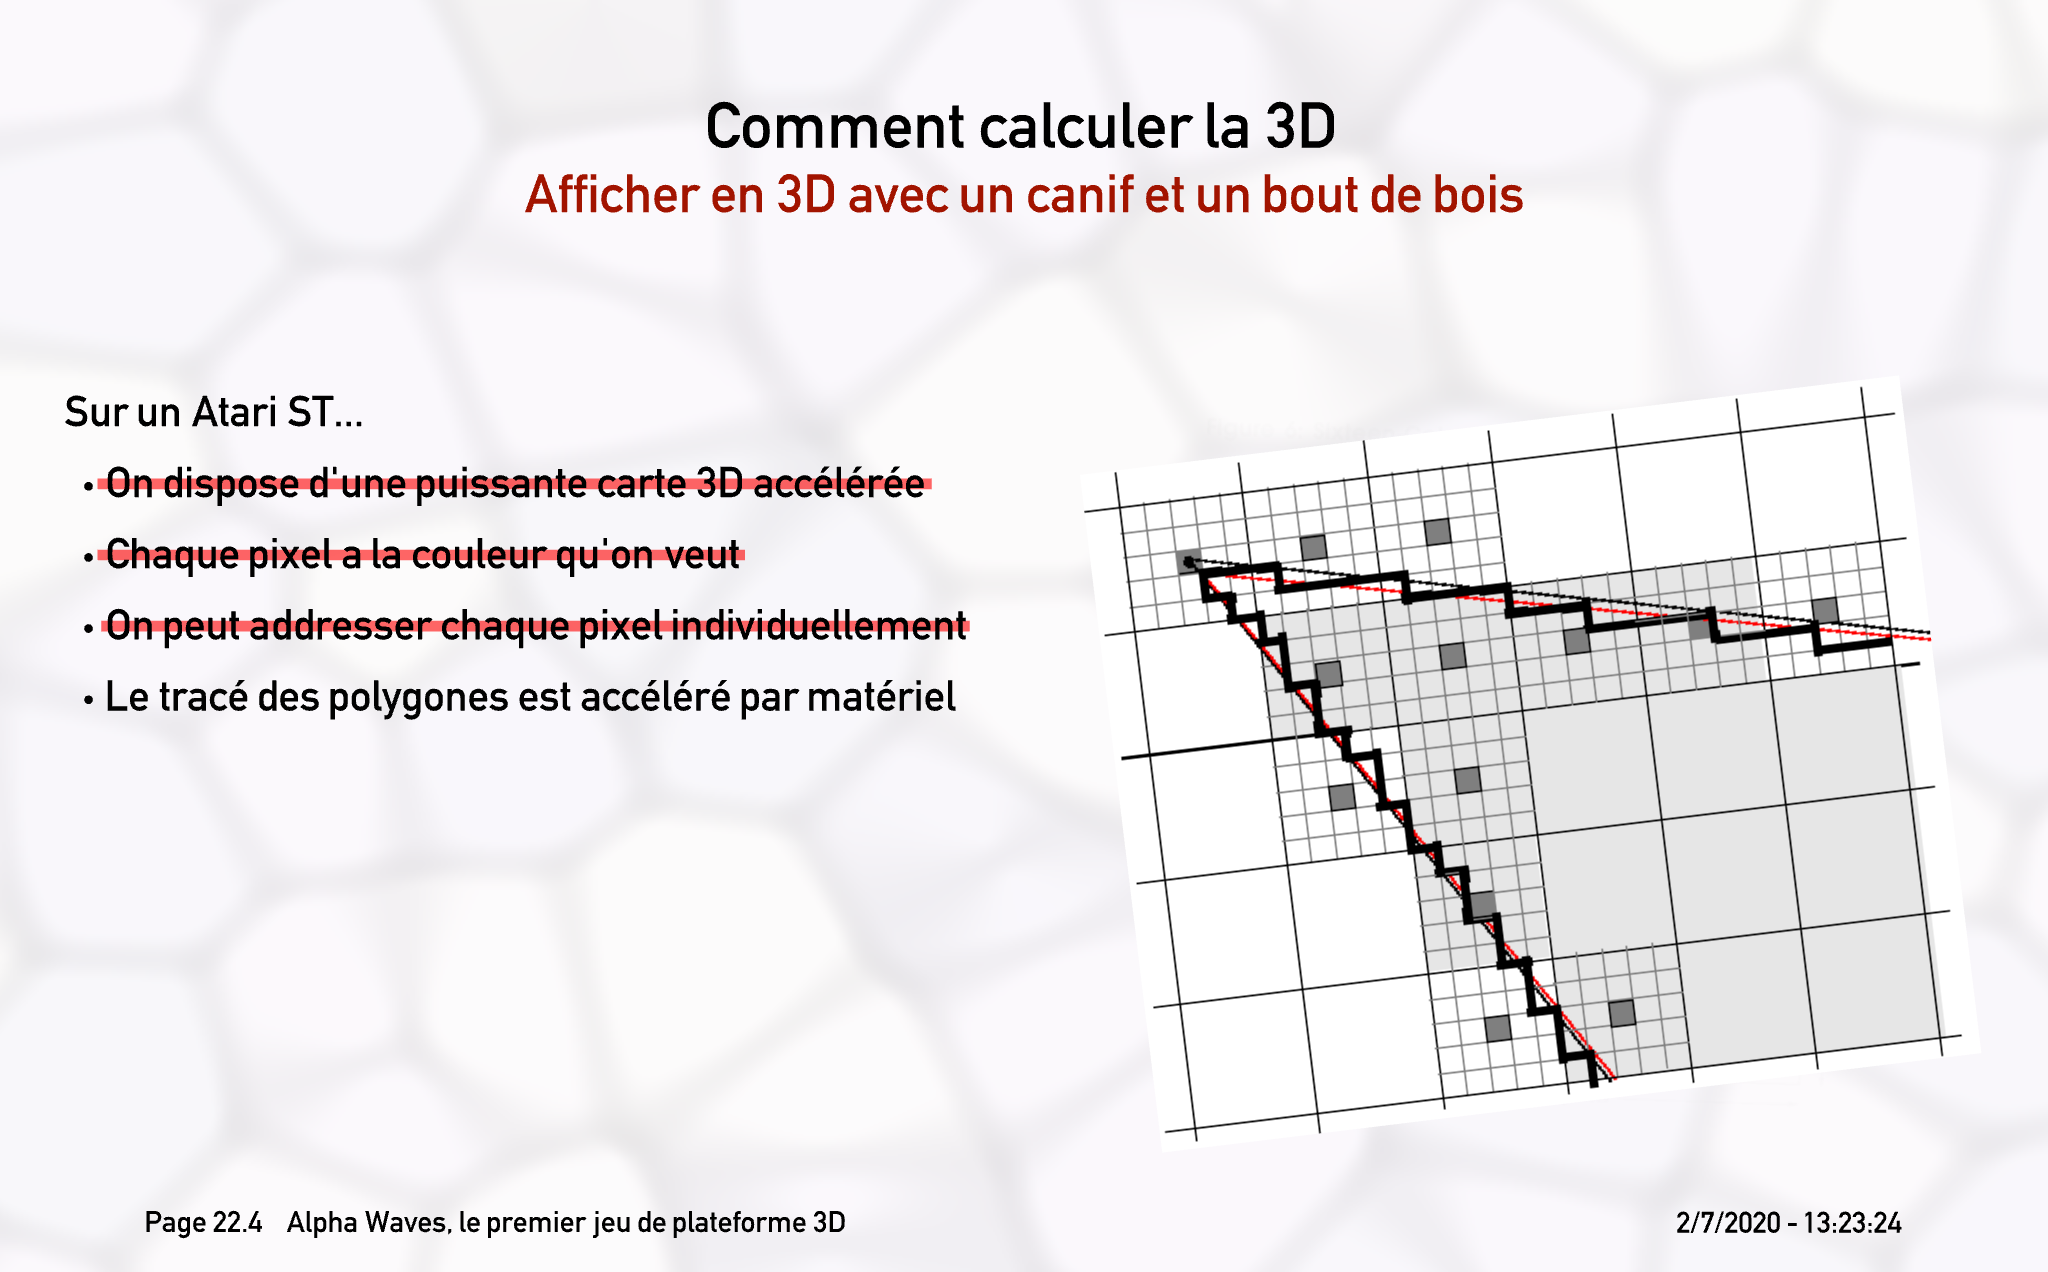 Comment calculer la 3D
Afficher en 3D avec un canif et un bout de bois
Sur un Atari ST...
• On dispose d'une puissante carte 3D accélérée
• Chaque pixel a la couleur qu'on veut
• On peut addresser chaque pixel individuellement
• Le tracé des polygones est accéléré par matériel
Page 22.4 Alpha Waves, le premier jeu de plateforme 3D
2/7/2020 - 13:23:24